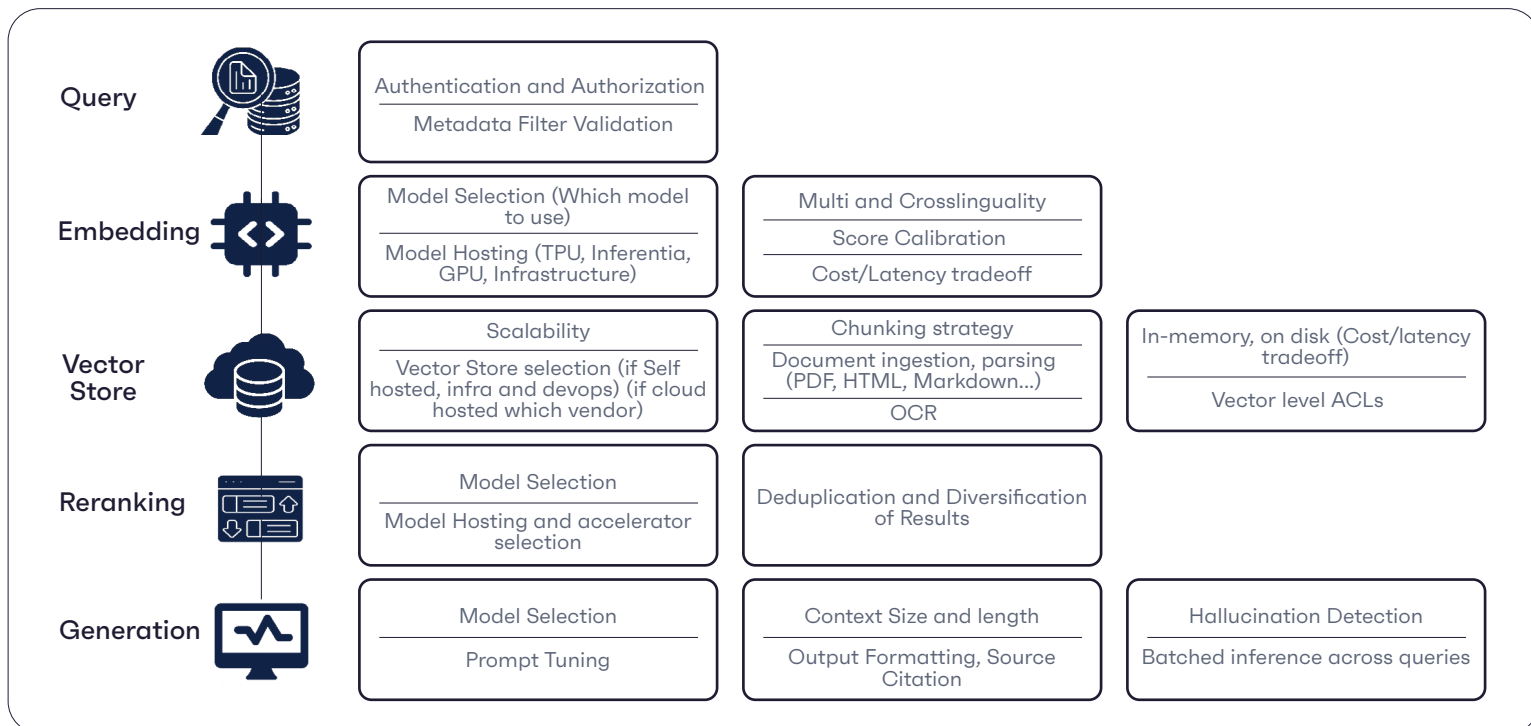 Query
Authentication and Authorization
Metadata Filter Validation
Embedding
Model Selection (Which model
to use)
Model Hosting (TPU, Inferentia,
GPU, Infrastructure)
Multi and Crosslinguality
Score Calibration
Cost/Latency tradeoff
Vector
Store
Scalability
Vector Store selection (if Self
hosted, infra and devops) (if cloud
hosted which vendor)
Chunking strategy
Document ingestion, parsing
(PDF, HTML, Markdown...)
OCR
In-memory, on disk (Cost/latency
tradeoff)
Vector level ACLs
Reranking
Model Selection
Model Hosting and accelerator
selection
Deduplication and Diversification
of Results
Generation
Model Selection
Prompt Tuning
Context Size and length
Output Formatting, Source
Citation
Hallucination Detection
Batched inference across queries